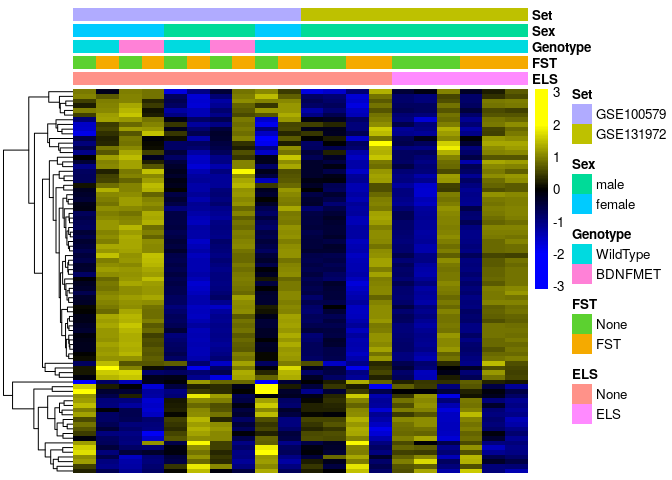 Set
Sex
Genotype
FST
ELS
3
2
1
0
-1
-2
-3
Set
GSE100579
GSE131972
Sex
male
female
Genotype
WildType
BDNFMET
FST
None
FST
ELS
None
ELS